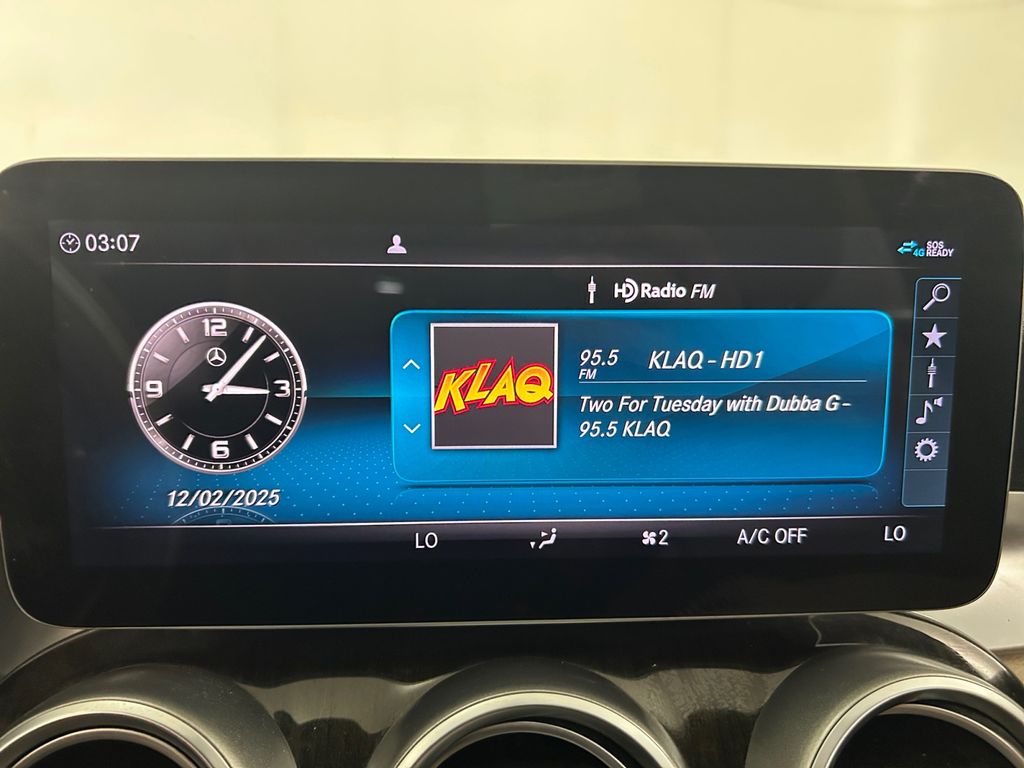 03:07
4G
SOS
READY
HD Radio FM
12
3
6
9
12/02/2025
KLAQ
95.5
FM
KLAQ - HD1
Two For Tuesday with Dubba G -
95.5 KLAQ
LO
2
A/C OFF
LO